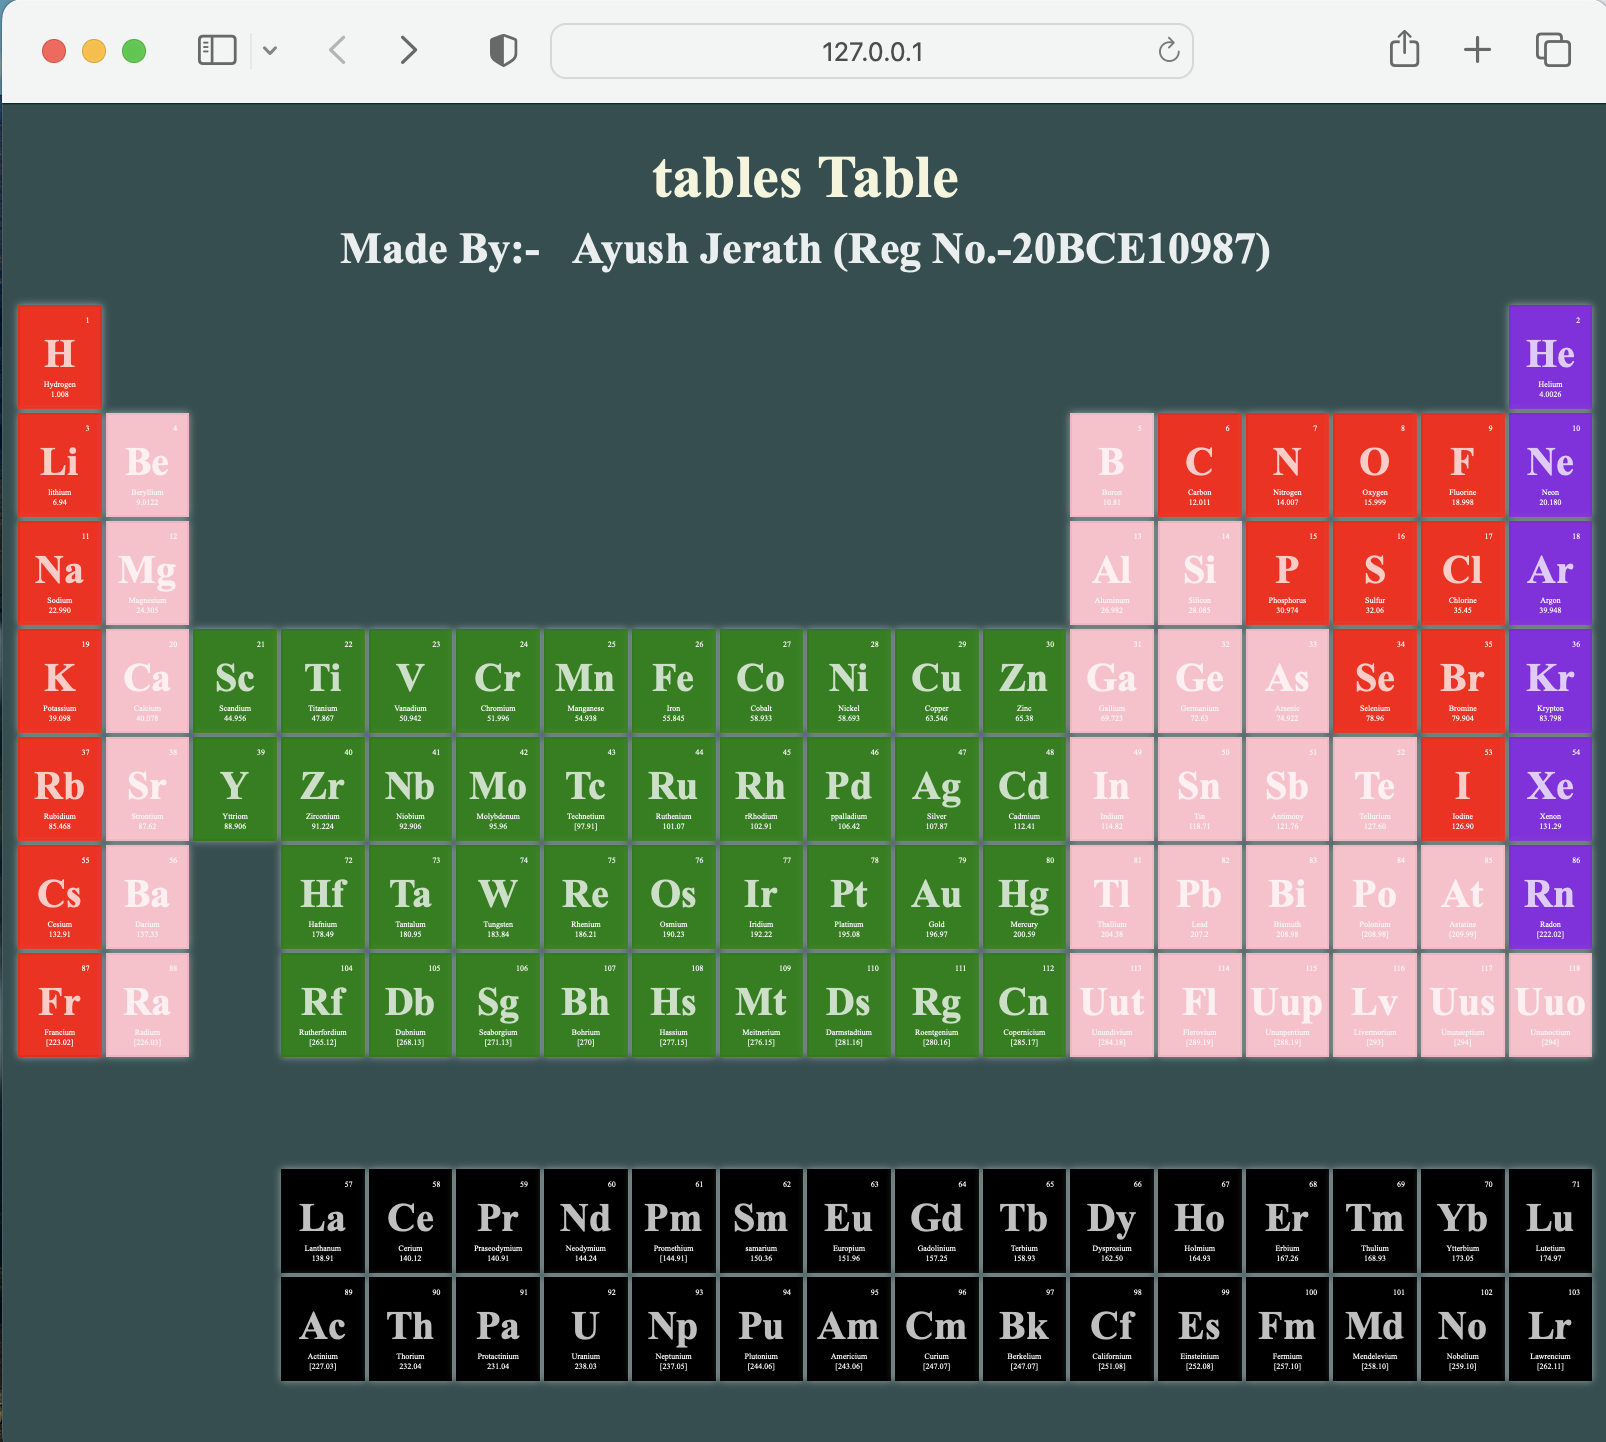 127.0.0.1
tables Table
Made By:- Ayush Jerath (Reg No.-20BCE10987)
1 2
H He
Hydrogen Helium
1.008 4.0026
3 4 5 6 7 8 9 10
Li Be B C N O F Ne
lithium Beryllium Boron Carbon Nitrogen Oxygen Fluorine Neon
6.94 9.0122 10.81 12.011 14.007 15.999 18.998 20.180
11 12 13 14 15 16 17 18
Na Mg Al Si P S Cl Ar
Sodium Magnesium Aluminum Silicon Phosphorus Sulfur Chlorine Argon
22.990 24.305 26.982 28.085 30.974 32.06 35.45 39.948
19 20 21 22 23 24 25 26 27 28 29 30 31 32 33 34 35 36
K Ca Sc Ti V Cr Mn Fe Co Ni Cu Zn Ga Ge As Se Br Kr
Potassium Calcium Scandium Titanium Vanadium Chromium Manganese Iron Cobalt Nickel Copper Zinc Gallium Germanium Arsenic Selenium Bromine Krypton
39.098 40.078 44.956 47.867 50.942 51.996 54.938 55.845 58.933 58.693 63.546 65.38 69.723 72.63 74.922 78.96 79.904 83.798
37 38 39 40 41 42 43 44 45 46 47 48 49 50 51 52 53 54
Rb Sr Y Zr Nb Mo Tc Ru Rh Pd Ag Cd In Sn Sb Te I Xe
Rubidium Yttriom Zirconium Niobium Molybdenum Technetium Ruthenium rRhodium ppalladium Silver Cadmium Indium Tin Antimony Tellurium Iodine Xenon
85.468 87.62 88.906 91.224 92.906 95.96 [97.91] 101.07 102.91 106.42 107.87 112.41 114.82 118.71 121.76 127.60 126.90 131.29
55 56 72 73 74 75 76 77 78 79 80 81 82 83 84 85 86
Cs Ba Hf Ta W Re Os Ir Pt Au Hg Tl Pb Bi Po At Rn
Cesium Darium Hafnium Tantalum Tungsten Rhenium Osmium Iridium Platinum Gold Mercury Thallium Lead Bismuth Polonium Astatine Radon
132.91 137.33 178.49 180.95 183.84 186.21 190.23 192.22 195.08 196.97 200.59 204.38 207.2 208.98 [208.98] [209.99] [222.02]
87 88 104 105 106 107 108 109 110 111 112 113 114 115 116 117 118
Fr Ra Rf Db Sg Bh Hs Mt Ds Rg Cn Uut Fl Uup Lv Uus Uuo
Francium Radium Rutherfordium Dubnium Seaborgium Bohrium Hassium Meitnerium Darmstadtium Roentgenium Copernicium Livermorium Ununseptium Ununoctium
[223.02] [226.03] [265.12] [268.13] [271.13] [270] [277.15] [276.15] [281.16] [280.16] [285.17] [284.18] [289.19] [288.19] [293] [294] [294]
57 58 59 60 61 62 63 64 65 66 67 68 69 70 71
La Ce Pr Nd Pm Sm Eu Gd Tb Dy Ho Er Tm Yb Lu
Lanthanum Cerium Praseodymium Neodymium Promethium samarium Europium Gadolinium Terbium Dysprosium Holmium Erbium Thulium Ytterbium Lutetium
138.91 140.12 140.91 144.24 [144.91] 150.36 151.96 157.25 158.93 162.50 164.93 167.26 168.93 173.05 174.97
89 90 91 92 93 94 95 96 97 98 99 100 101 102 103
Ac Th Pa U Np Pu Am Cm Bk Cf Es Fm Md No Lr
Actinium Thorium Protactinium Uranium Neptunium Plutonium Americium Curium Berkelium Californium Einsteinium Fermium Mendelevium Nobelium Lawrencium
[227.03] 232.04 231.04 238.03 [237.05] [244.06] [243.06] [247.07] [247.07] [251.08] [252.08] [257.10] [258.10] [259.10] [262.11]